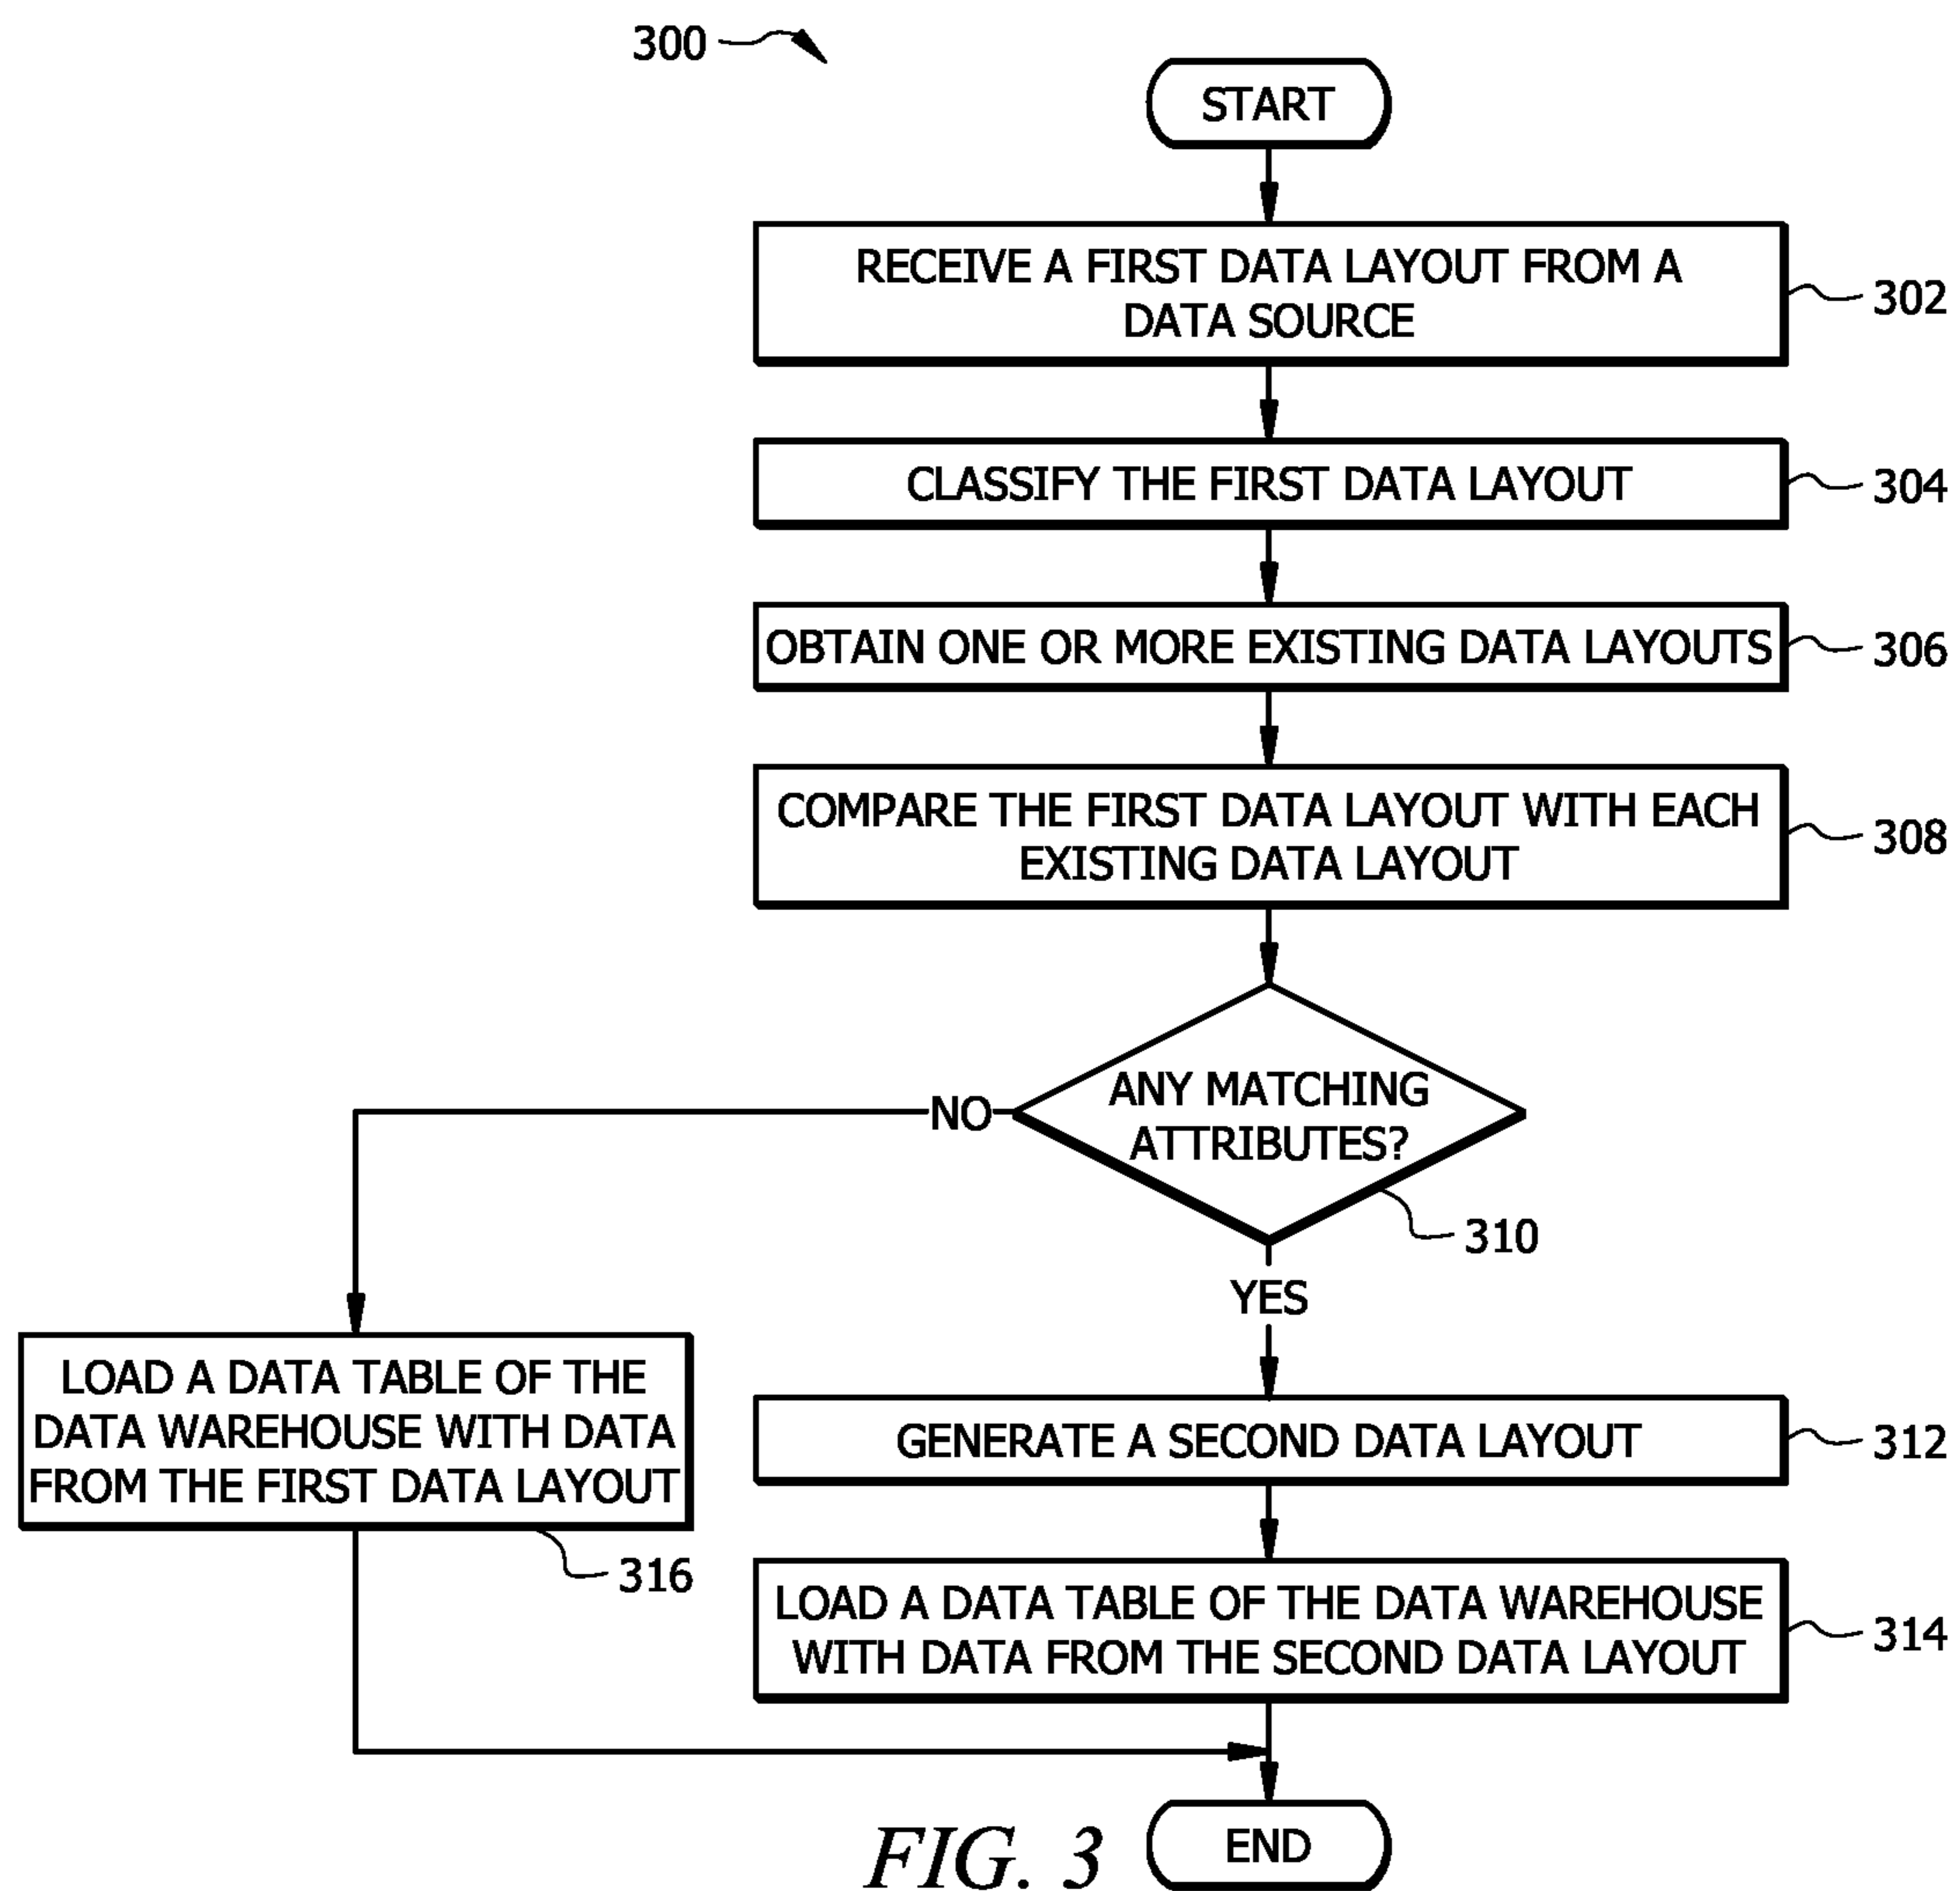 300
START
RECEIVE A FIRST DATA LAYOUT FROM A
DATA SOURCE
302
CLASSIFY THE FIRST DATA LAYOUT
304
OBTAIN ONE OR MORE EXISTING DATA LAYOUTS
306
COMPARE THE FIRST DATA LAYOUT WITH EACH
EXISTING DATA LAYOUT
308
ANY MATCHING
ATTRIBUTES?
310
NO
YES
LOAD A DATA TABLE OF THE
DATA WAREHOUSE WITH DATA
FROM THE FIRST DATA LAYOUT
316
GENERATE A SECOND DATA LAYOUT
312
LOAD A DATA TABLE OF THE DATA WAREHOUSE
WITH DATA FROM THE SECOND DATA LAYOUT
314
END
FIG. 3